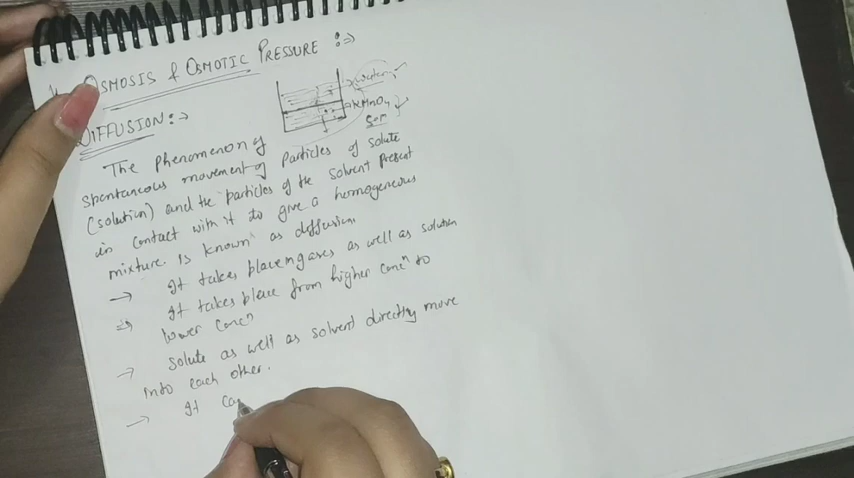 OSMOSIS & OSMOTIC PRESSURE :->
water
KMnO4
Solⁿ
DIFFUSION :->
The phenomenon of
spontaneous movement of particles of solute
(solution) and the particles of the solvent present
in contact with it to give a homogeneous
mixture is known as diffusion.
-> It takes place in gases as well as solution
=> It takes place from higher concⁿ to
lower concⁿ
-> Solute as well as solvent directly move
into each other.
-> It ca